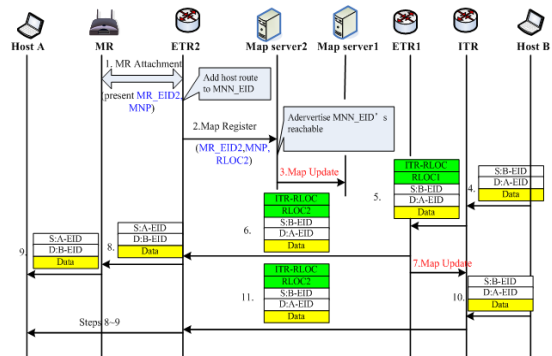 Host A
MR
ETR2
Map server2
Map server1
ETR1
ITR
Host B
1. MR Attachment
(present MR_EID2,
MNP)
Add host route
to MNN_EID
2.Map Register
(MR_EID2,MNP,
RLOC2)
Adervertise MNN_EID's
reachable
3.Map Update
4.
S:B-EID
D:A-EID
Data
5.
ITR-RLOC
RLOC1
S:B-EID
D:A-EID
Data
6.
ITR-RLOC
RLOC2
S:B-EID
D:A-EID
Data
7.Map Update
8.
S:A-EID
D:B-EID
Data
9.
S:A-EID
D:B-EID
Data
10.
S:B-EID
D:A-EID
Data
11.
ITR-RLOC
RLOC2
S:B-EID
D:A-EID
Data
Steps 8~9